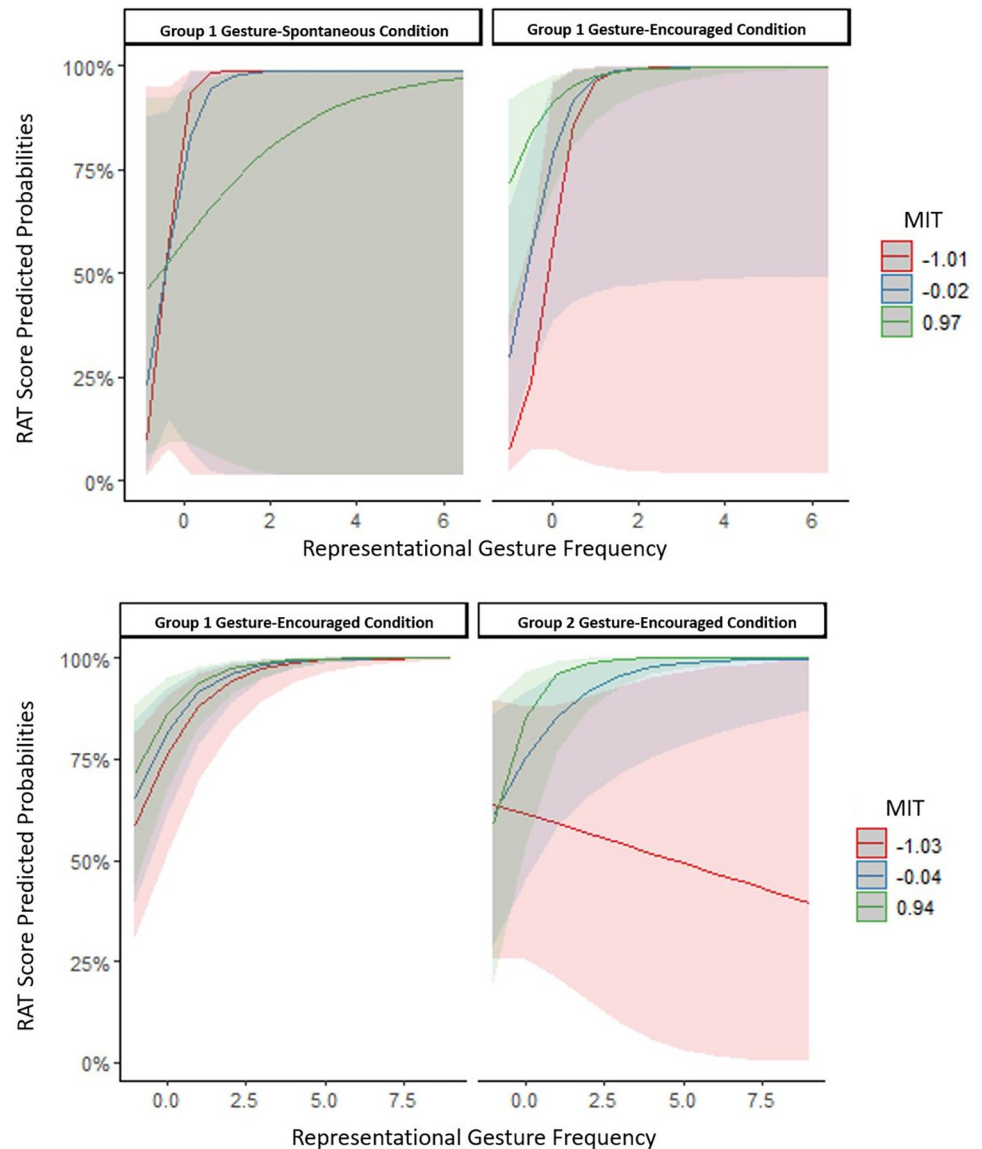 Group 1 Gesture-Spontaneous Condition
Group 1 Gesture-Encouraged Condition
RAT Score Predicted Probabilities
100%
75%
50%
25%
0%
0 2 4 6
0 2 4 6
Representational Gesture Frequency
MIT
-1.01
-0.02
0.97
Group 1 Gesture-Encouraged Condition
Group 2 Gesture-Encouraged Condition
RAT Score Predicted Probabilities
100%
75%
50%
25%
0%
0.0 2.5 5.0 7.5
0.0 2.5 5.0 7.5
Representational Gesture Frequency
MIT
-1.03
-0.04
0.94